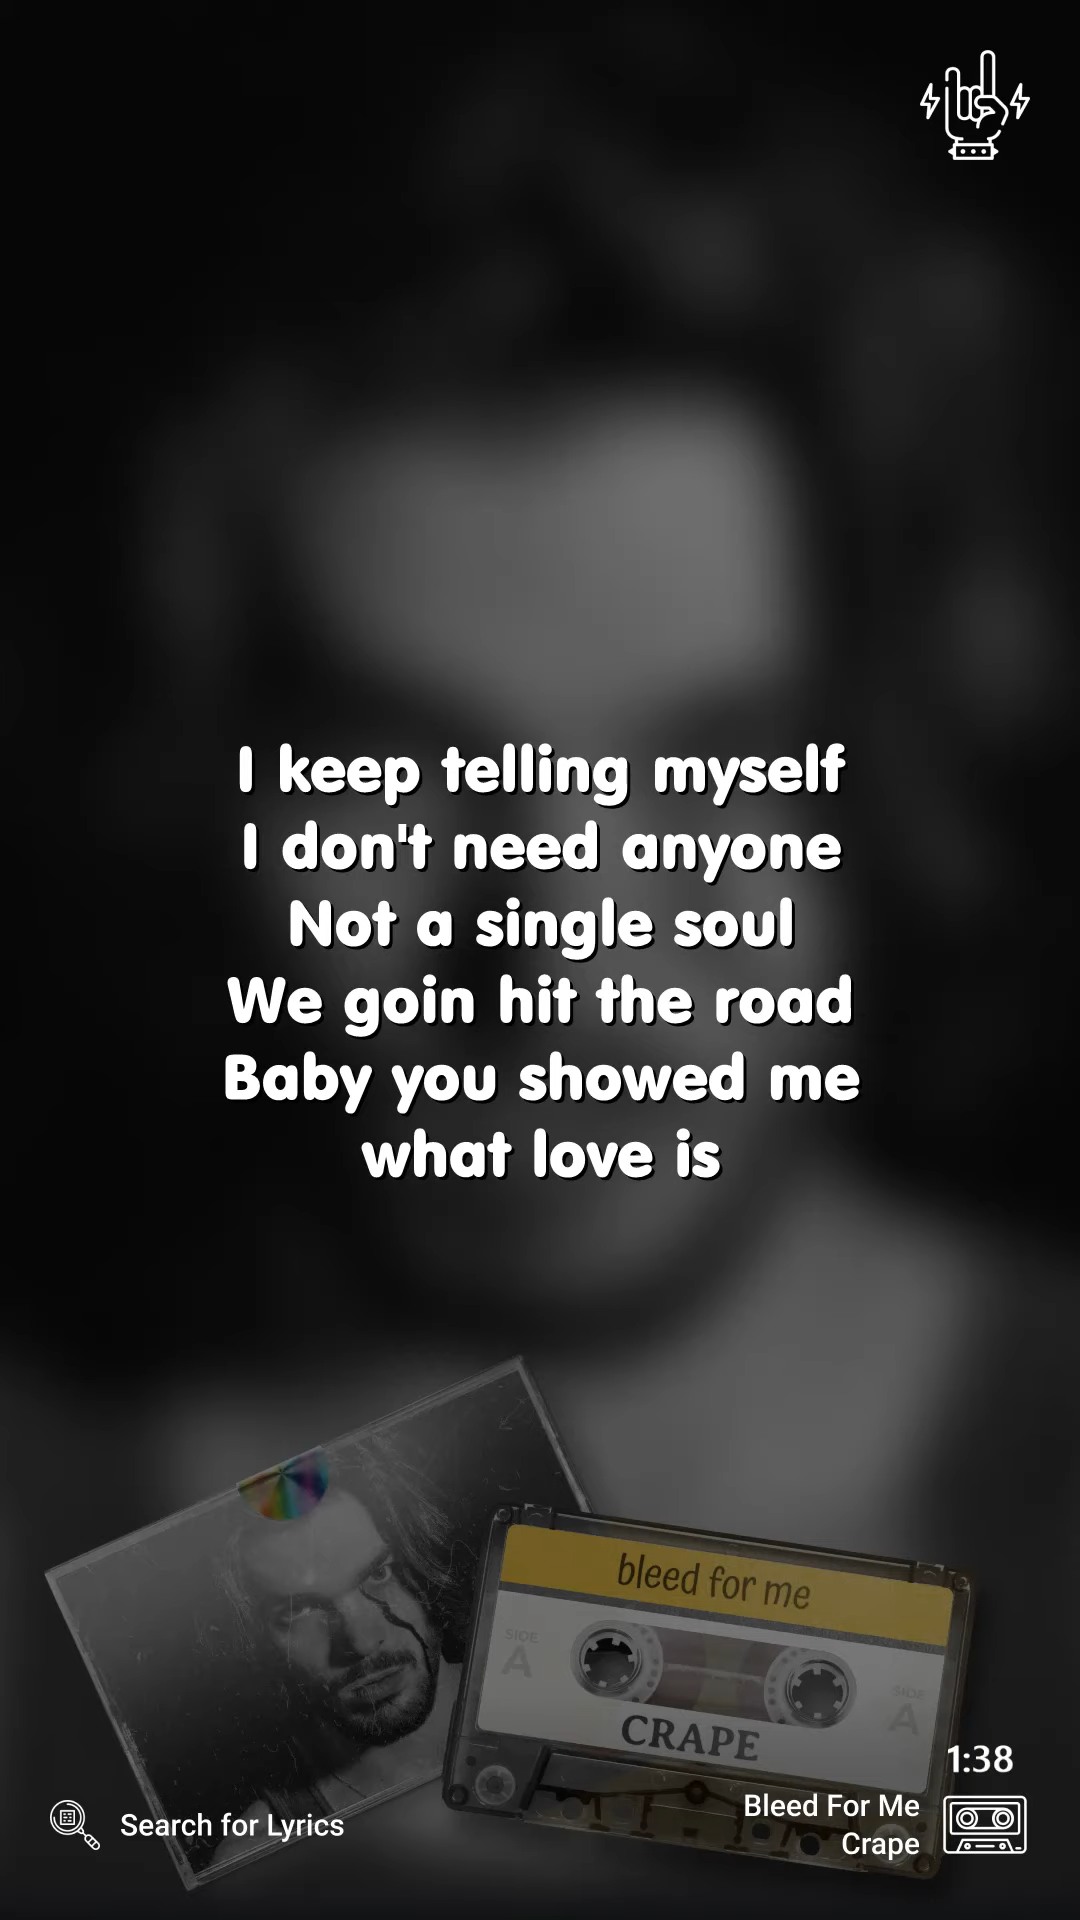 I keep telling myself
I don't need anyone
Not a single soul
We goin hit the road
Baby you showed me
what love is
bleed for me
SIDE
A
SIDE
A
CRAPE
1:38
Search for Lyrics
Bleed For Me
Crape